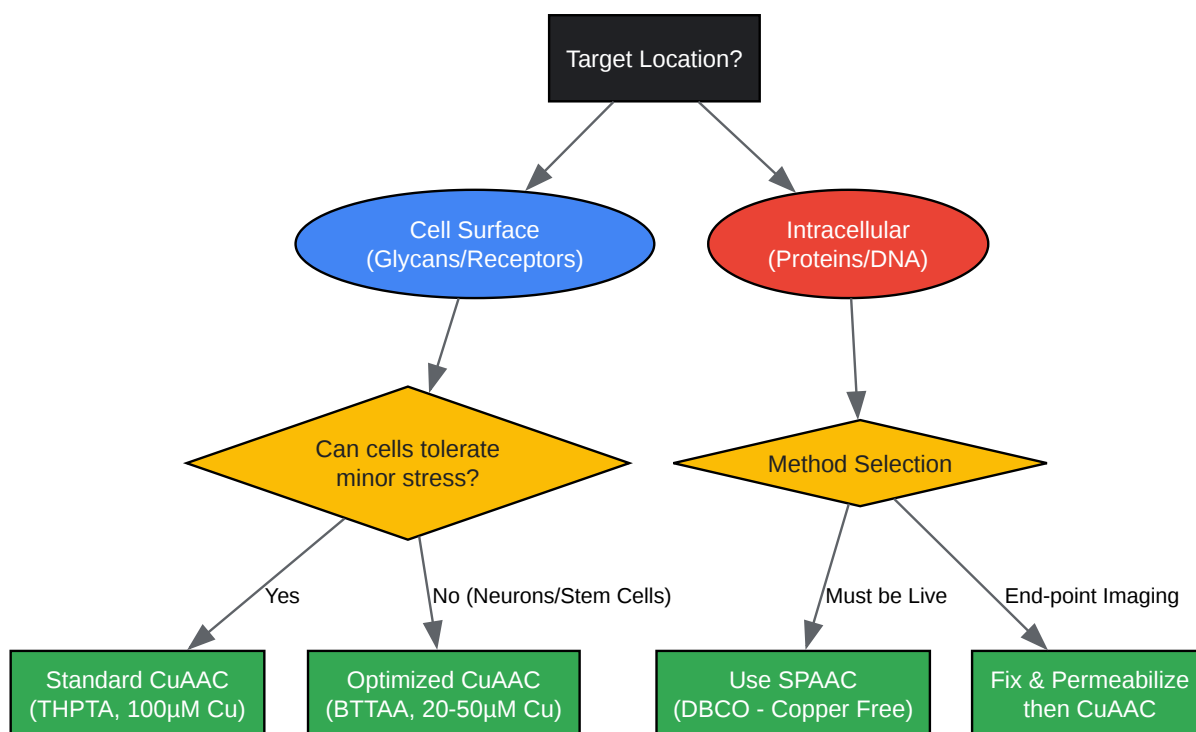 Target Location?
Cell Surface
(Glycans/Receptors)
Intracellular
(Proteins/DNA)
Can cells tolerate
minor stress?
Method Selection
Yes
No (Neurons/Stem Cells)
Must be Live
End-point Imaging
Standard CuAAC
(THPTA, 100µM Cu)
Optimized CuAAC
(BTTAA, 20-50µM Cu)
Use SPAAC
(DBCO - Copper Free)
Fix & Permeabilize
then CuAAC